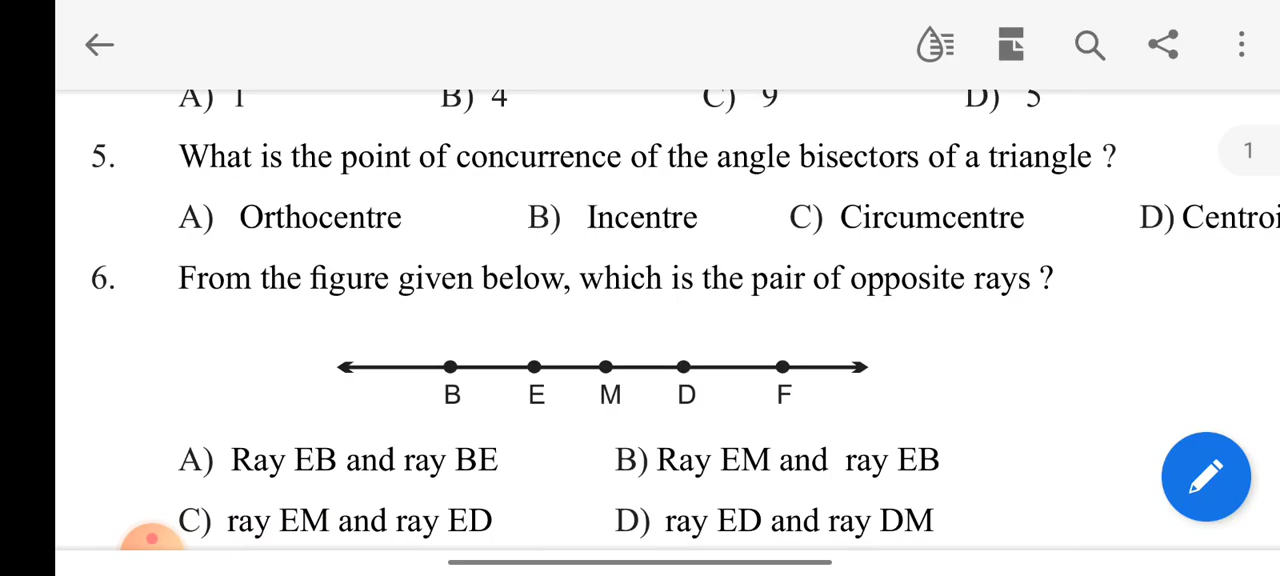 A) 1 B) 4 C) 9 D) 5
1
5. What is the point of concurrence of the angle bisectors of a triangle ?
A) Orthocentre B) Incentre C) Circumcentre D) Centroi
6. From the figure given below, which is the pair of opposite rays ?
B E M D F
A) Ray EB and ray BE B) Ray EM and ray EB
C) ray EM and ray ED D) ray ED and ray DM